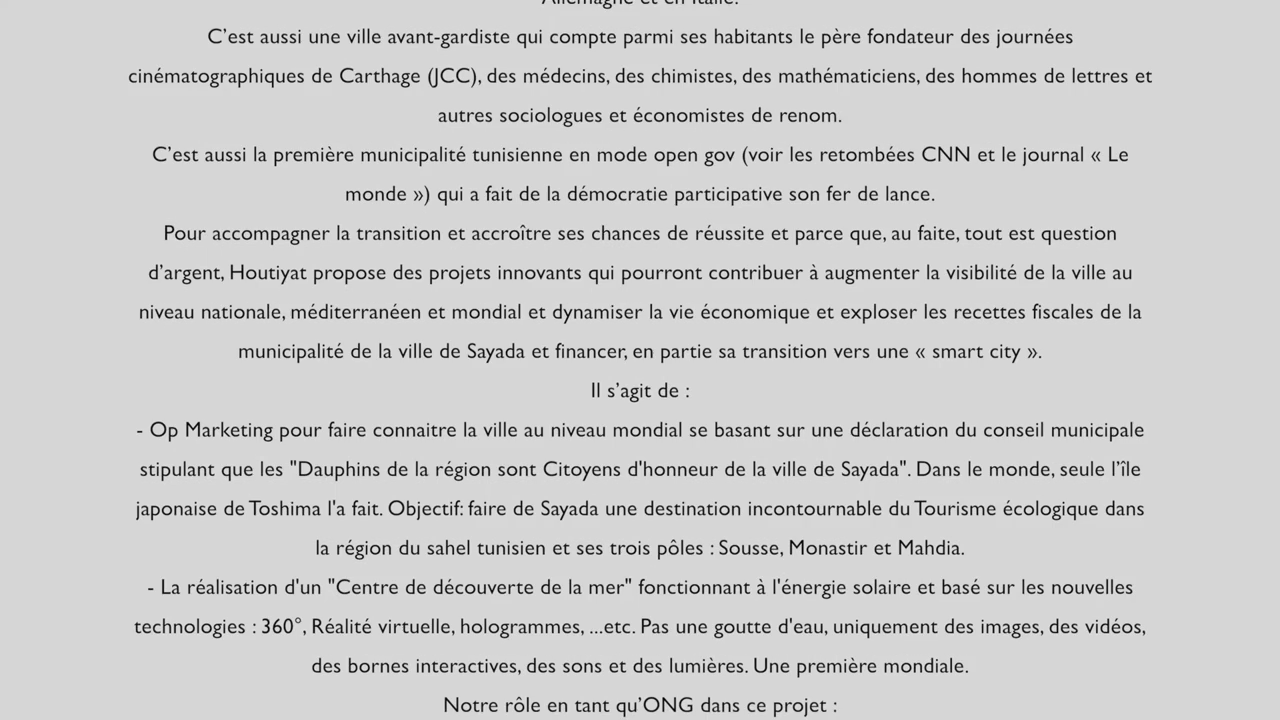 Allemagne et en Italie.
C’est aussi une ville avant-gardiste qui compte parmi ses habitants le père fondateur des journées
cinématographiques de Carthage (JCC), des médecins, des chimistes, des mathématiciens, des hommes de lettres et
autres sociologues et économistes de renom.
C’est aussi la première municipalité tunisienne en mode open gov (voir les retombées CNN et le journal « Le
monde ») qui a fait de la démocratie participative son fer de lance.
Pour accompagner la transition et accroître ses chances de réussite et parce que, au faite, tout est question
d’argent, Houtiyat propose des projets innovants qui pourront contribuer à augmenter la visibilité de la ville au
niveau nationale, méditerranéen et mondial et dynamiser la vie économique et exploser les recettes fiscales de la
municipalité de la ville de Sayada et financer, en partie sa transition vers une « smart city ».
Il s’agit de :
- Op Marketing pour faire connaitre la ville au niveau mondial se basant sur une déclaration du conseil municipale
stipulant que les "Dauphins de la région sont Citoyens d'honneur de la ville de Sayada". Dans le monde, seule l’île
japonaise de Toshima l'a fait. Objectif: faire de Sayada une destination incontournable du Tourisme écologique dans
la région du sahel tunisien et ses trois pôles : Sousse, Monastir et Mahdia.
- La réalisation d'un "Centre de découverte de la mer" fonctionnant à l'énergie solaire et basé sur les nouvelles
technologies : 360°, Réalité virtuelle, hologrammes, ...etc. Pas une goutte d'eau, uniquement des images, des vidéos,
des bornes interactives, des sons et des lumières. Une première mondiale.
Notre rôle en tant qu’ONG dans ce projet :